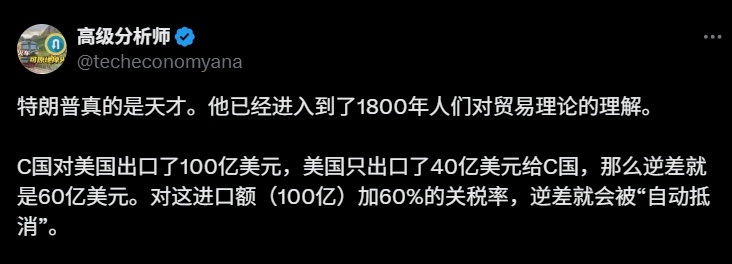 高级分析师
@techeconomyana
特朗普真的是天才。他已经进入到了1800年人们对贸易理论的理解。
C国对美国出口了100亿美元，美国只出口了40亿美元给C国，那么逆差就
是60亿美元。对这进口额（100亿）加60%的关税率，逆差就会被“自动抵
消”。